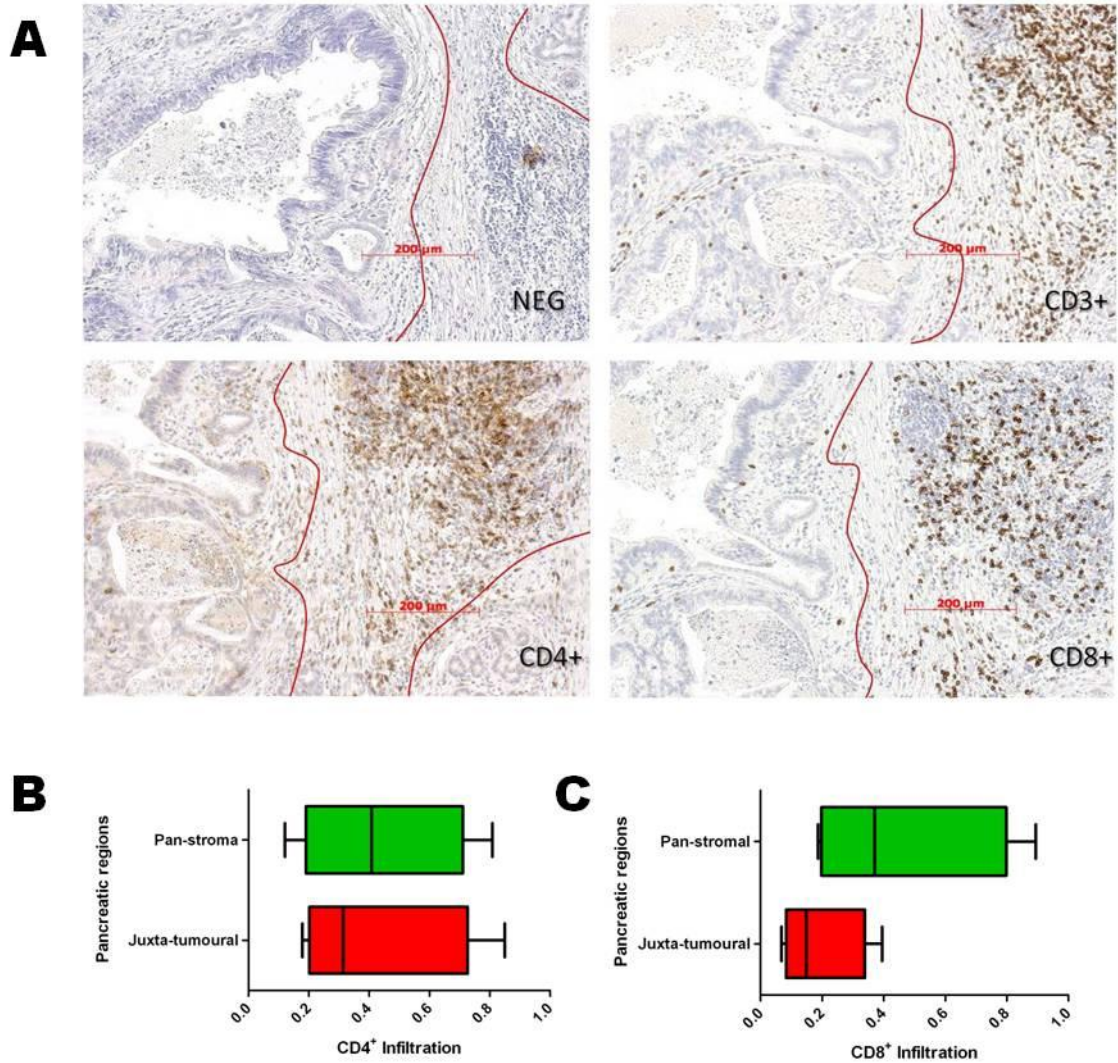 A
200 µm
NEG
200 µm
CD3+
200 µm
CD4+
200 µm
CD8+
B
Pancreatic regions
Pan-stroma
Juxta-tumoural
0.0 0.2 0.4 0.6 0.8 1.0
CD4⁺ Infiltration
C
Pancreatic regions
Pan-stromal
Juxta-tumoural
0.0 0.2 0.4 0.6 0.8 1.0
CD8⁺ Infiltration